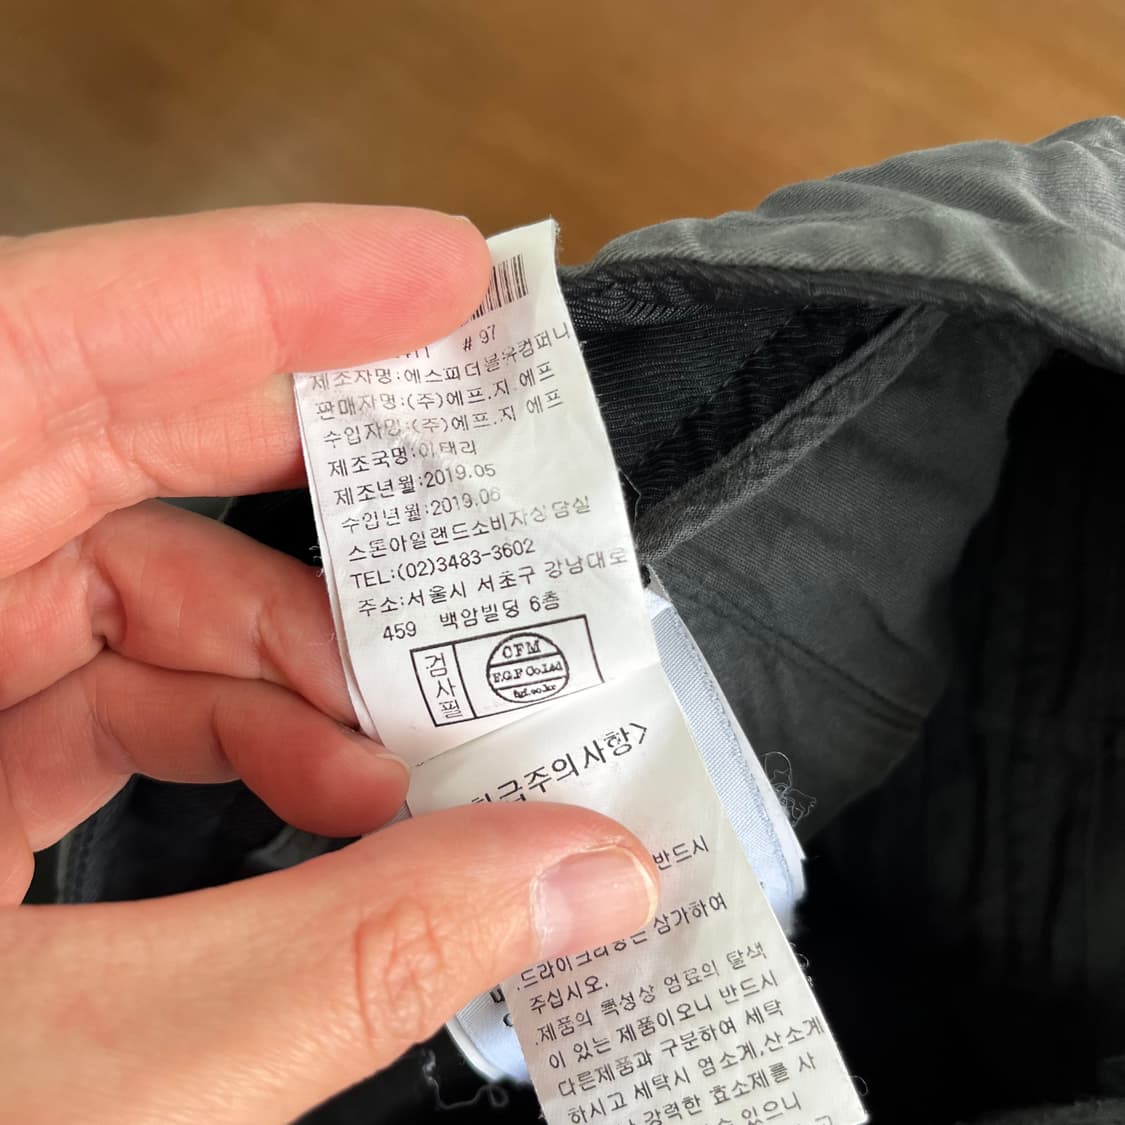 # 97
제조자명:에스피더블유컴퍼니
판매자명:(주)에프.지 에프
수입자명:(주)에프.지 에프
제조국명:이태리
제조년월:2019.05
수입년월:2019.06
스톤아일랜드소비자상담실
TEL:(02)3483-3602
주소:서울시 서초구 강남대로
459 백암빌딩 6층
검사필
CFM
F.G.F Co.Ltd
취급주의사항>
반드시
삼가하여
주십시오.
.제품의 특성상 염료의 탈색
이 있는 제품이오니 반드시
다른제품과 구분하여 세탁
하시고 세탁시 염소계,산소계
강력한 효소제를 사
있으니
고